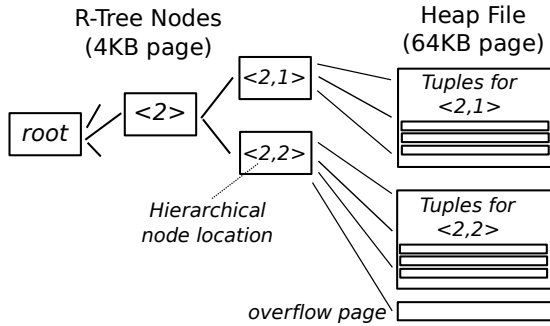 R-Tree Nodes
(4KB page)
Heap File
(64KB page)
root
<2>
<2,1>
<2,2>
Hierarchical
node location
Tuples for
<2,1>
Tuples for
<2,2>
overflow page